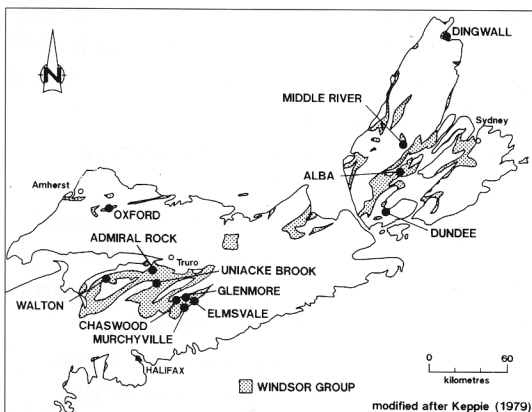 DINGWALL
N
MIDDLE RIVER
Sydney
ALBA
Amherst
OXFORD
DUNDEE
ADMIRAL ROCK
Truro
UNIACKE BROOK
GLENMORE
WALTON
ELMSVALE
CHASWOOD
MURCHYVILLE
HALIFAX
0 60
kilometres
WINDSOR GROUP
modified after Keppie (1979)